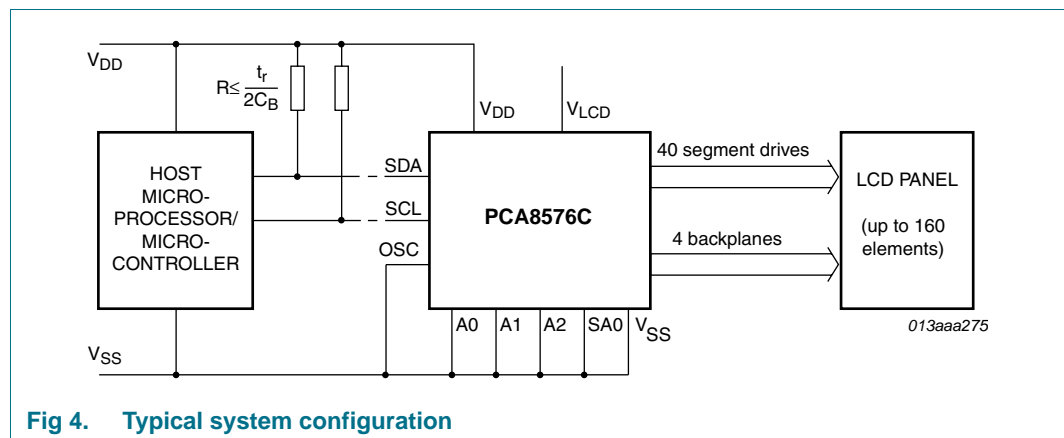 VDD
R≤ tr
2CB
VDD
VLCD
HOST
MICRO-
PROCESSOR/
MICRO-
CONTROLLER
SDA
SCL
OSC
PCA8576C
40 segment drives
4 backplanes
LCD PANEL
(up to 160
elements)
A0
A1
A2
SA0
VSS
VSS
013aaa275
Fig 4. Typical system configuration